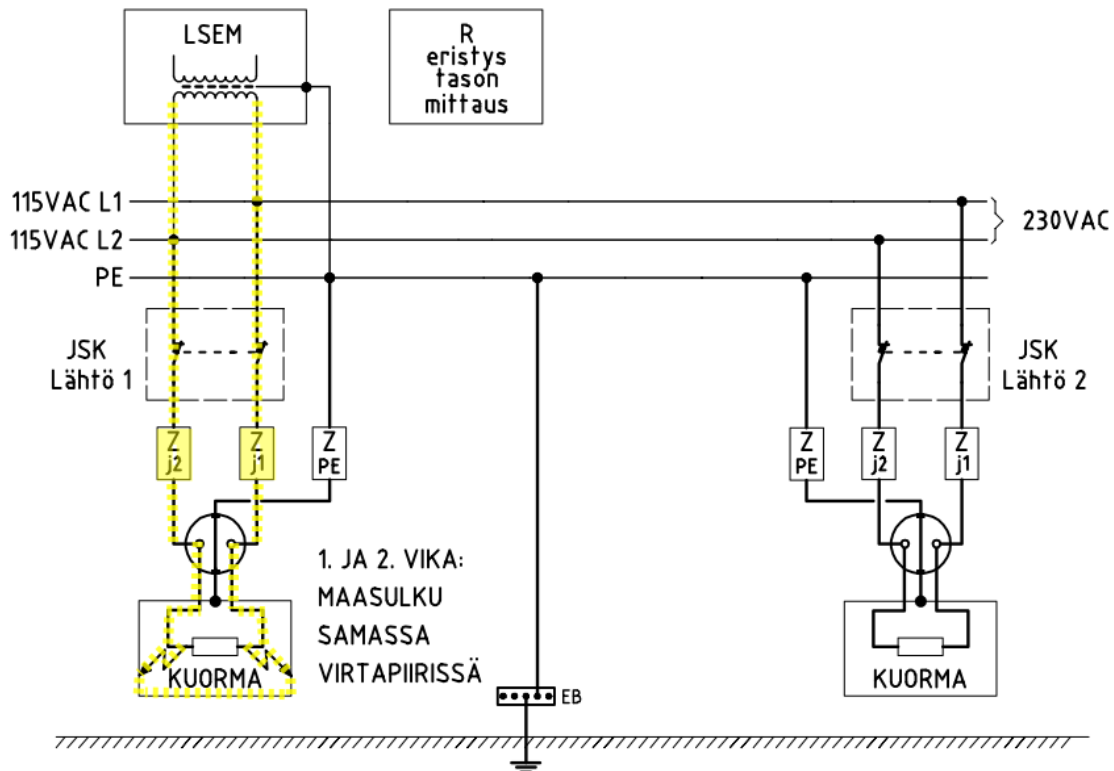 LSEM
R
eristys
tason
mittaus
115VAC L1
115VAC L2
230VAC
PE
JSK
Lähtö 1
JSK
Lähtö 2
Z
j2
Z
j1
Z
PE
Z
PE
Z
j2
Z
j1
1. JA 2. VIKA:
MAASULKU
SAMASSA
VIRTAPIIRISSÄ
KUORMA
KUORMA
EB